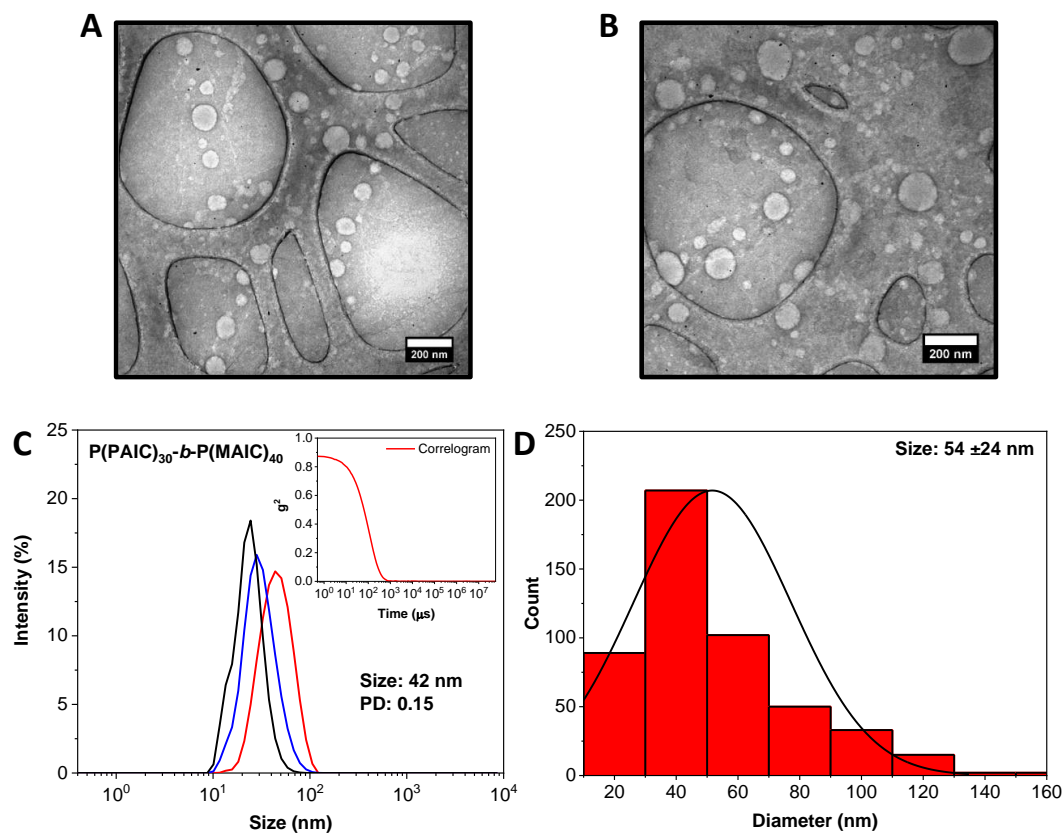 A
B
200 nm
200 nm
C
P(PAIC)30-b-P(MAIC)40
Correlogram
g2
1.0
0.8
0.6
0.4
0.2
0.0
10^0 10^1 10^2 10^3 10^4 10^5 10^6 10^7
Time (μs)
Intensity (%)
25
20
15
10
5
0
Size: 42 nm
PD: 0.15
10^0 10^1 10^2 10^3 10^4
Size (nm)
D
Size: 54 ±24 nm
Count
250
200
150
100
50
0
20 40 60 80 100 120 140 160
Diameter (nm)